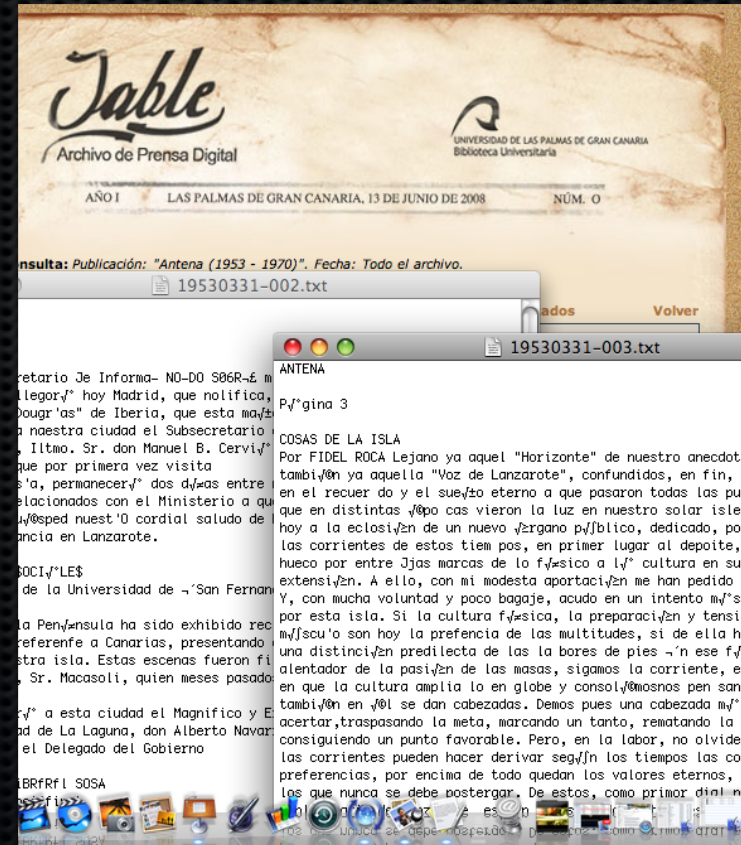 Jable
Archivo de Prensa Digital
UNIVERSIDAD DE LAS PALMAS DE GRAN CANARIA
Biblioteca Universitaria
AÑO I LAS PALMAS DE GRAN CANARIA, 13 DE JUNIO DE 2008 NÚM. O
nsulta: Publicación: "Antena (1953 - 1970)". Fecha: Todo el archivo.
ados Volver
19530331-002.txt
retario Je Informa- NO-DO S06R¬£ m
llegor√° hoy Madrid, que nolifica,
Dougr'as" de Iberia, que esta ma√±
a naestra ciudad el Subsecretario
, Iltmo. Sr. don Manuel B. Cervi√°
que por primera vez visita
s'a, permanecer√° dos d√≠as entre
elacionados con el Ministerio a qu
u√©sped nuest'O cordial saludo de
ancia en Lanzarote.
$OCI√°LE$
de la Universidad de ¬´San Fernan
la Pen√≠nsula ha sido exhibido rec
referenfe a Canarias, presentando
stra isla. Estas escenas fueron fi
, Sr. Macasoli, quien meses pasado
r√° a esta ciudad el Magnifico y E
ad de La Laguna, don Alberto Navar
el Delegado del Gobierno
iBRfRfl SOSA
19530331-003.txt
ANTENA
P√°gina 3
COSAS DE LA ISLA
Por FIDEL ROCA Lejano ya aquel "Horizonte" de nuestro anecdot
tambi√©n ya aquella "Voz de Lanzarote", confundidos, en fin,
en el recuer do y el sue√±o eterno a que pasaron todas las pu
que en distintas √©po cas vieron la luz en nuestro solar isle
hoy a la eclosi√≥n de un nuevo √≥rgano p√∫blico, dedicado, po
las corrientes de estos tiem pos, en primer lugar al depoite,
hueco por entre Jjas marcas de lo f√≠sico a l√° cultura en su
extensi√≥n. A ello, con mi modesta aportaci√≥n me han pedido
Y, con mucha voluntad y poco bagaje, acudo en un intento m√°s
por esta isla. Si la cultura f√≠sica, la preparaci√≥n y tensi
m√∫scu'o son hoy la prefencia de las multitudes, si de ella h
una distinci√≥n predilecta de las la bores de pies ¬´n ese f√
alentador de la pasi√≥n de las masas, sigamos la corriente, e
en que la cultura amplia lo en globe y consol√©mosnos pen san
tambi√©n en √©l se dan cabezadas. Demos pues una cabezada m√°
acertar,traspasando la meta, marcando un tanto, rematando la
consiguiendo un punto favorable. Pero, en la labor, no olvide
las corrientes pueden hacer derivar seg√∫n los tiempos las co
preferencias, por encima de todo quedan los valores eternos,
los que nunca se debe postergar. De estos, como primor dial n